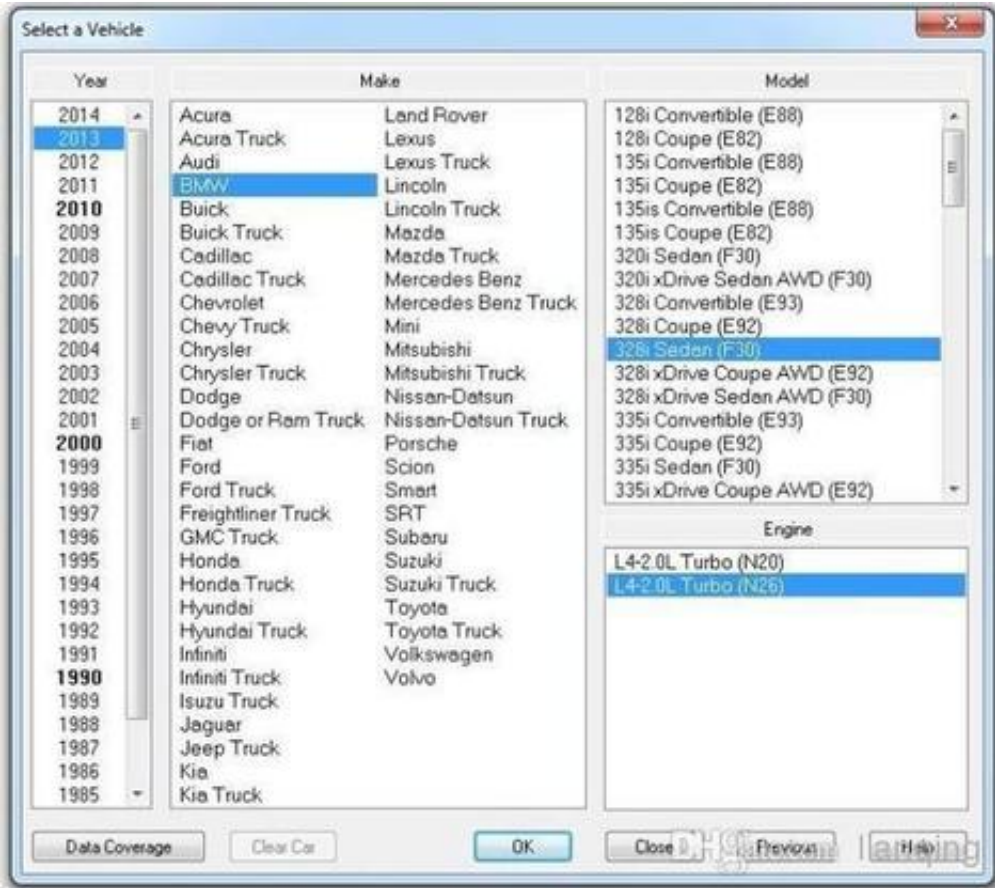 Select a Vehicle
Year
Make
Model
2014
2013
2012
2011
2010
2009
2008
2007
2006
2005
2004
2003
2002
2001
2000
1999
1998
1997
1996
1995
1994
1993
1992
1991
1990
1989
1988
1987
1986
1985
Acura
Acura Truck
Audi
BMW
Buick
Buick Truck
Cadillac
Cadillac Truck
Chevrolet
Chevy Truck
Chrysler
Chrysler Truck
Dodge
Dodge or Ram Truck
Fiat
Ford
Ford Truck
Freightliner Truck
GMC Truck
Honda
Honda Truck
Hyundai
Hyundai Truck
Infiniti
Infiniti Truck
Isuzu Truck
Jaguar
Jeep Truck
Kia
Kia Truck
Land Rover
Lexus
Lexus Truck
Lincoln
Lincoln Truck
Mazda
Mazda Truck
Mercedes Benz
Mercedes Benz Truck
Mini
Mitsubishi
Mitsubishi Truck
Nissan-Datsun
Nissan-Datsun Truck
Porsche
Scion
Smart
SRT
Subaru
Suzuki
Suzuki Truck
Toyota
Toyota Truck
Volkswagen
Volvo
128i Convertible (E88)
128i Coupe (E82)
135i Convertible (E88)
135i Coupe (E82)
135is Convertible (E88)
135is Coupe (E82)
320i Sedan (F30)
320i xDrive Sedan AWD (F30)
328i Convertible (E93)
328i Coupe (E92)
328i Sedan (F30)
328i xDrive Coupe AWD (E92)
328i xDrive Sedan AWD (F30)
335i Convertible (E93)
335i Coupe (E92)
335i Sedan (F30)
335i xDrive Coupe AWD (E92)
Engine
L4-2.0L Turbo (N20)
L4-2.0L Turbo (N26)
Data Coverage
Clear Car
OK
Close
Previous
Help